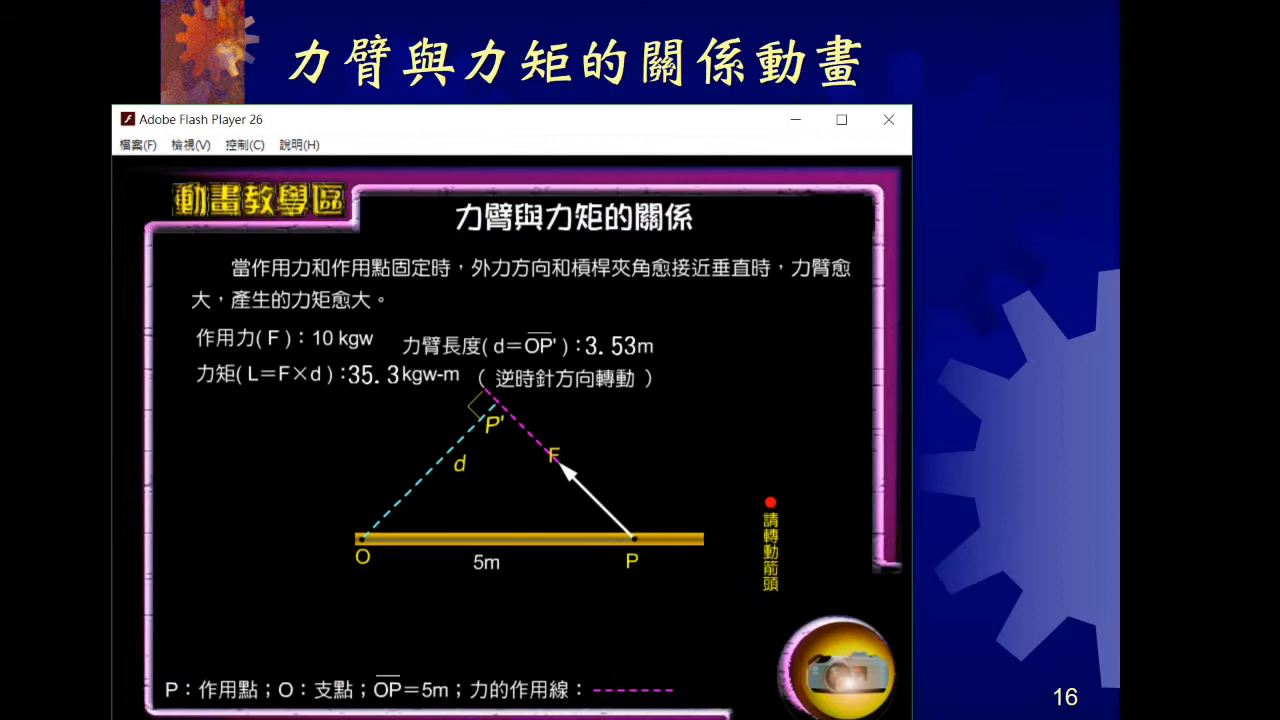 力臂與力矩的關係動畫
Adobe Flash Player 26
檔案(F) 檢視(V) 控制(C) 說明(H)
動畫教學區
力臂與力矩的關係
當作用力和作用點固定時，外力方向和槓桿夾角愈接近垂直時，力臂愈
大，產生的力矩愈大。
作用力( F )：10 kgw
力臂長度( d＝OP' )：3.53m
力矩( L＝F×d )：35.3kgw-m ( 逆時針方向轉動 )
P'
F
d
O
5m
P
請轉動箭頭
P：作用點；O：支點；OP＝5m；力的作用線：
16